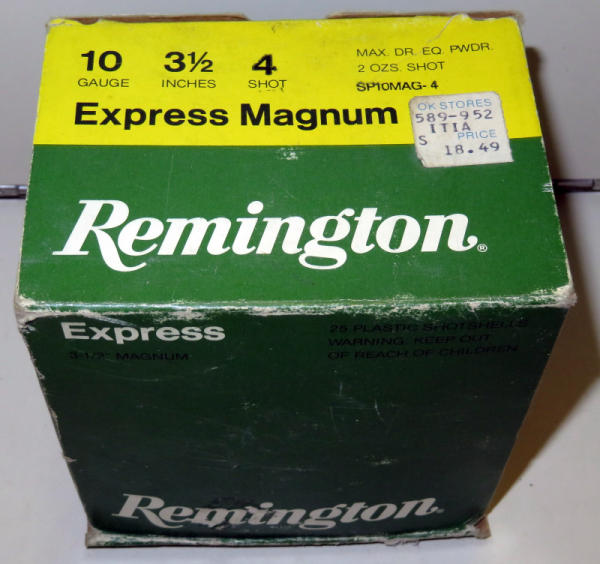 10 3½ 4
GAUGE INCHES SHOT
MAX. DR. EQ. PWDR.
2 OZS. SHOT
SP10MAG-4
Express Magnum
OK STORES
589-952
ITIA
S PRICE
18.49
Remington®
Express
3-1/2" MAGNUM
25 PLASTIC SHOTSHELLS
WARNING: KEEP OUT
OF REACH OF CHILDREN
Remington®